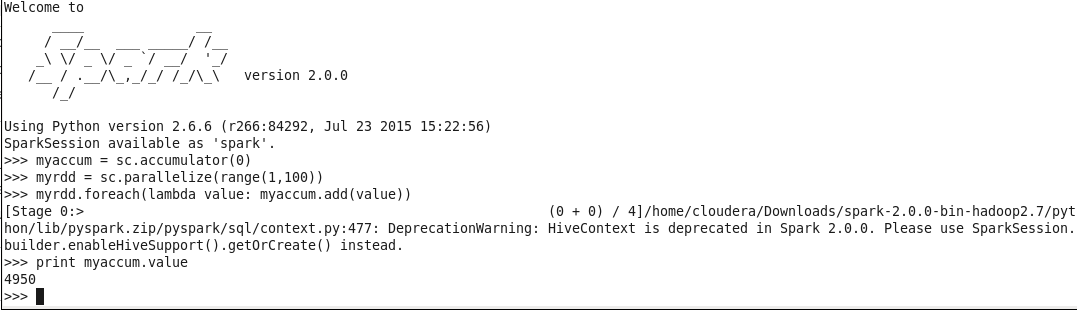 Welcome to
      ____              __
     / __/__  ___ _____/ /__
    _\ \/ _ \/ _ `/ __/  '_/
   /__ / .__/\_,_/_/ /_/\_\   version 2.0.0
      /_/

Using Python version 2.6.6 (r266:84292, Jul 23 2015 15:22:56)
SparkSession available as 'spark'.
>>> myaccum = sc.accumulator(0)
>>> myrdd = sc.parallelize(range(1,100))
>>> myrdd.foreach(lambda value: myaccum.add(value))
[Stage 0:>                                                          (0 + 0) / 4]/home/cloudera/Downloads/spark-2.0.0-bin-hadoop2.7/pyt
hon/lib/pyspark.zip/pyspark/sql/context.py:477: DeprecationWarning: HiveContext is deprecated in Spark 2.0.0. Please use SparkSession.
builder.enableHiveSupport().getOrCreate() instead.
>>> print myaccum.value
4950
>>>